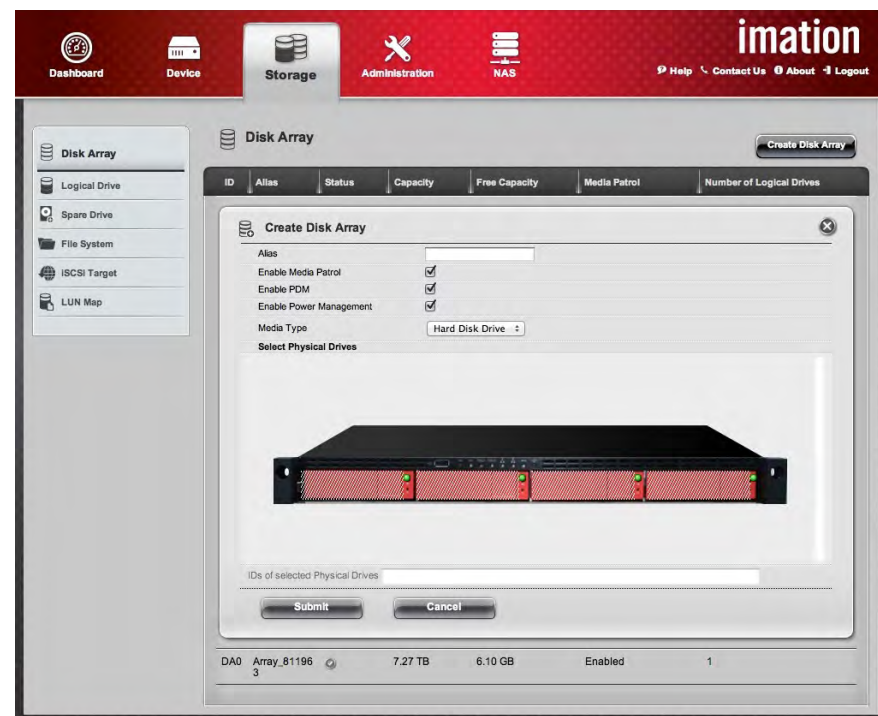 imation
Dashboard Device Storage Administration NAS Help Contact Us About Logout
Disk Array
Logical Drive
Spare Drive
File System
iSCSI Target
LUN Map
Disk Array Create Disk Array
ID Alias Status Capacity Free Capacity Media Patrol Number of Logical Drives
Create Disk Array
Alias
Enable Media Patrol
Enable PDM
Enable Power Management
Media Type Hard Disk Drive
Select Physical Drives
IDs of selected Physical Drives
Submit Cancel
DA0 Array_81196 7.27 TB 6.10 GB Enabled 1
3